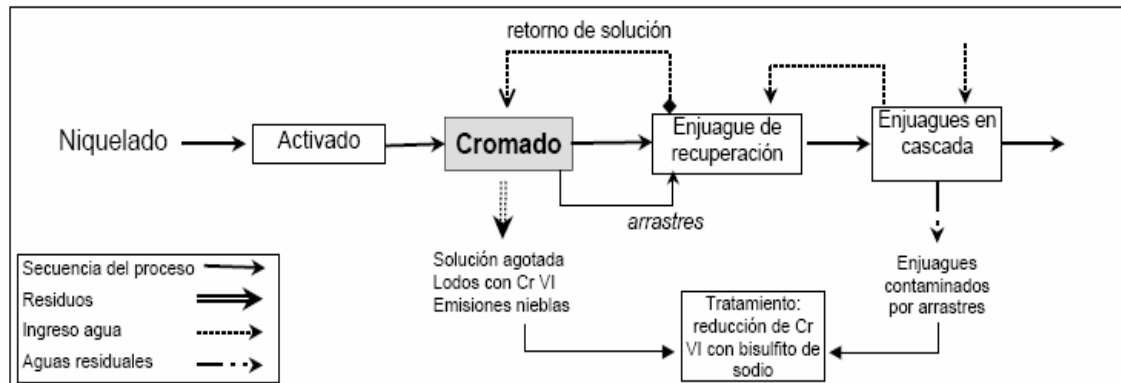 retorno de solución
Niquelado
Activado
Cromado
Enjuague de
recuperación
Enjuagues en
cascada
arrastres
Solución agotada
Lodos con Cr VI
Emisiones nieblas
Enjuagues
contaminados
por arrastres
Tratamiento:
reducción de Cr
VI con bisulfito de
sodio
Secuencia del proceso
Residuos
Ingreso agua
Aguas residuales